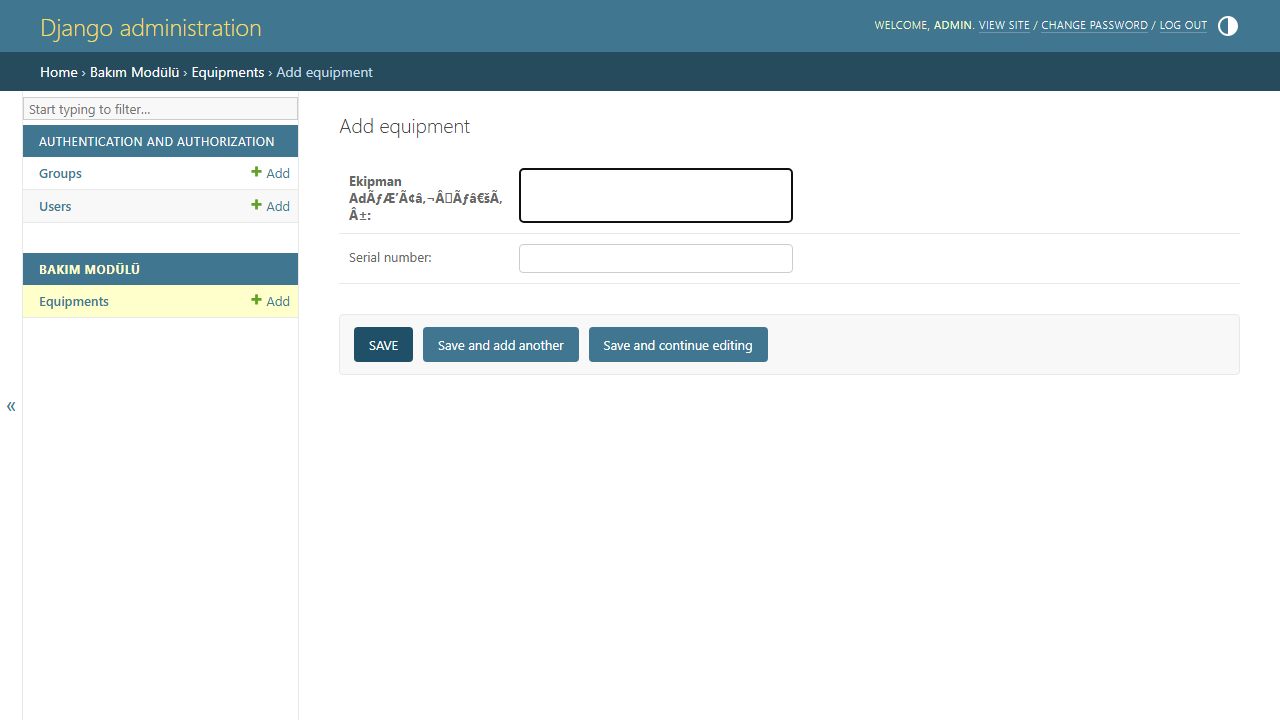 Django administration
WELCOME, ADMIN. VIEW SITE / CHANGE PASSWORD / LOG OUT
Home › Bakım Modülü › Equipments › Add equipment
Start typing to filter...
AUTHENTICATION AND AUTHORIZATION
Groups
Add
Users
Add
BAKIM MODÜLÜ
Equipments
Add
«
Add equipment
Ekipman
AdÃƒÆ’Ã¢â‚¬ÂÃƒâ€šÃ‚
Â±:
Serial number:
SAVE
Save and add another
Save and continue editing